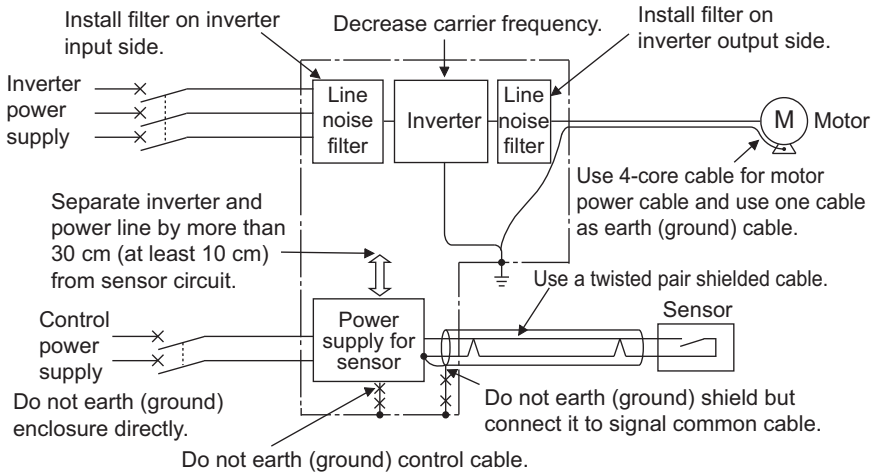 Install filter on inverter
input side.
Decrease carrier frequency.
Install filter on
inverter output side.
Inverter
power
supply
Line
noise
filter
Inverter
Line
noise
filter
M
Motor
Use 4-core cable for motor
power cable and use one cable
as earth (ground) cable.
Separate inverter and
power line by more than
30 cm (at least 10 cm)
from sensor circuit.
Use a twisted pair shielded cable.
Control
power
supply
Power
supply for
sensor
Sensor
Do not earth (ground)
enclosure directly.
Do not earth (ground) shield but
connect it to signal common cable.
Do not earth (ground) control cable.